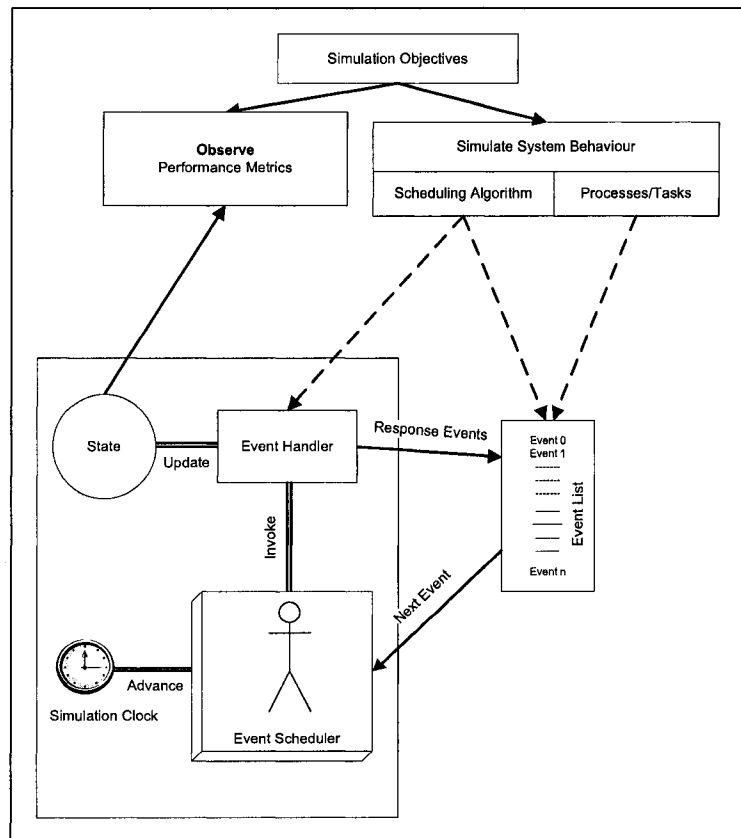 Simulation Objectives
Observe
Performance Metrics
Simulate System Behaviour
Scheduling Algorithm
Processes/Tasks
State
Update
Event Handler
Response Events
Event 0
Event 1
Event List
Event n
Invoke
Next Event
Advance
Simulation Clock
Event Scheduler